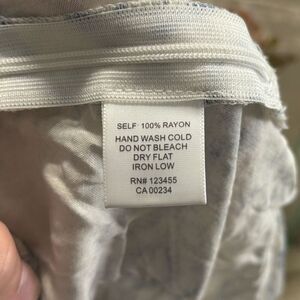 SELF 100% RAYON
HAND WASH COLD
DO NOT BLEACH
DRY FLAT
IRON LOW
RN# 123455
CA 00234